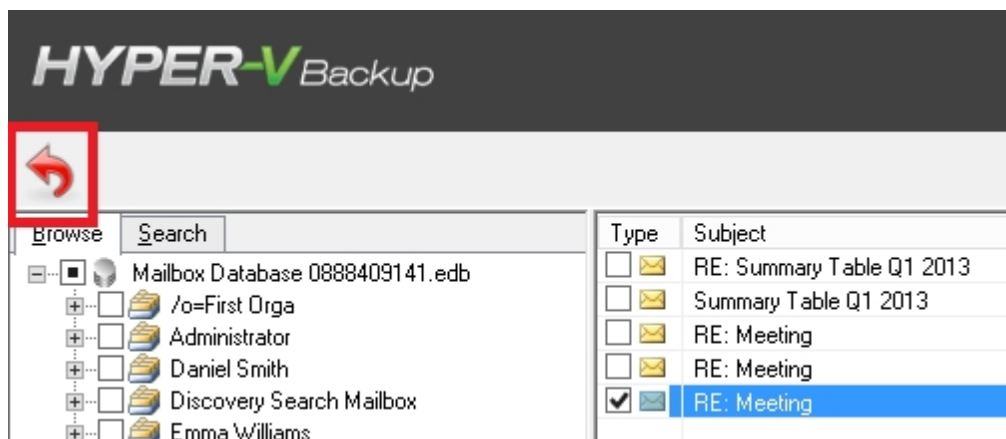 HYPER-V Backup
Browse Search
Type Subject
Mailbox Database 0888409141.edb
/o=First Orga
Administrator
Daniel Smith
Discovery Search Mailbox
Emma Williams
RE: Summary Table Q1 2013
Summary Table Q1 2013
RE: Meeting
RE: Meeting
RE: Meeting